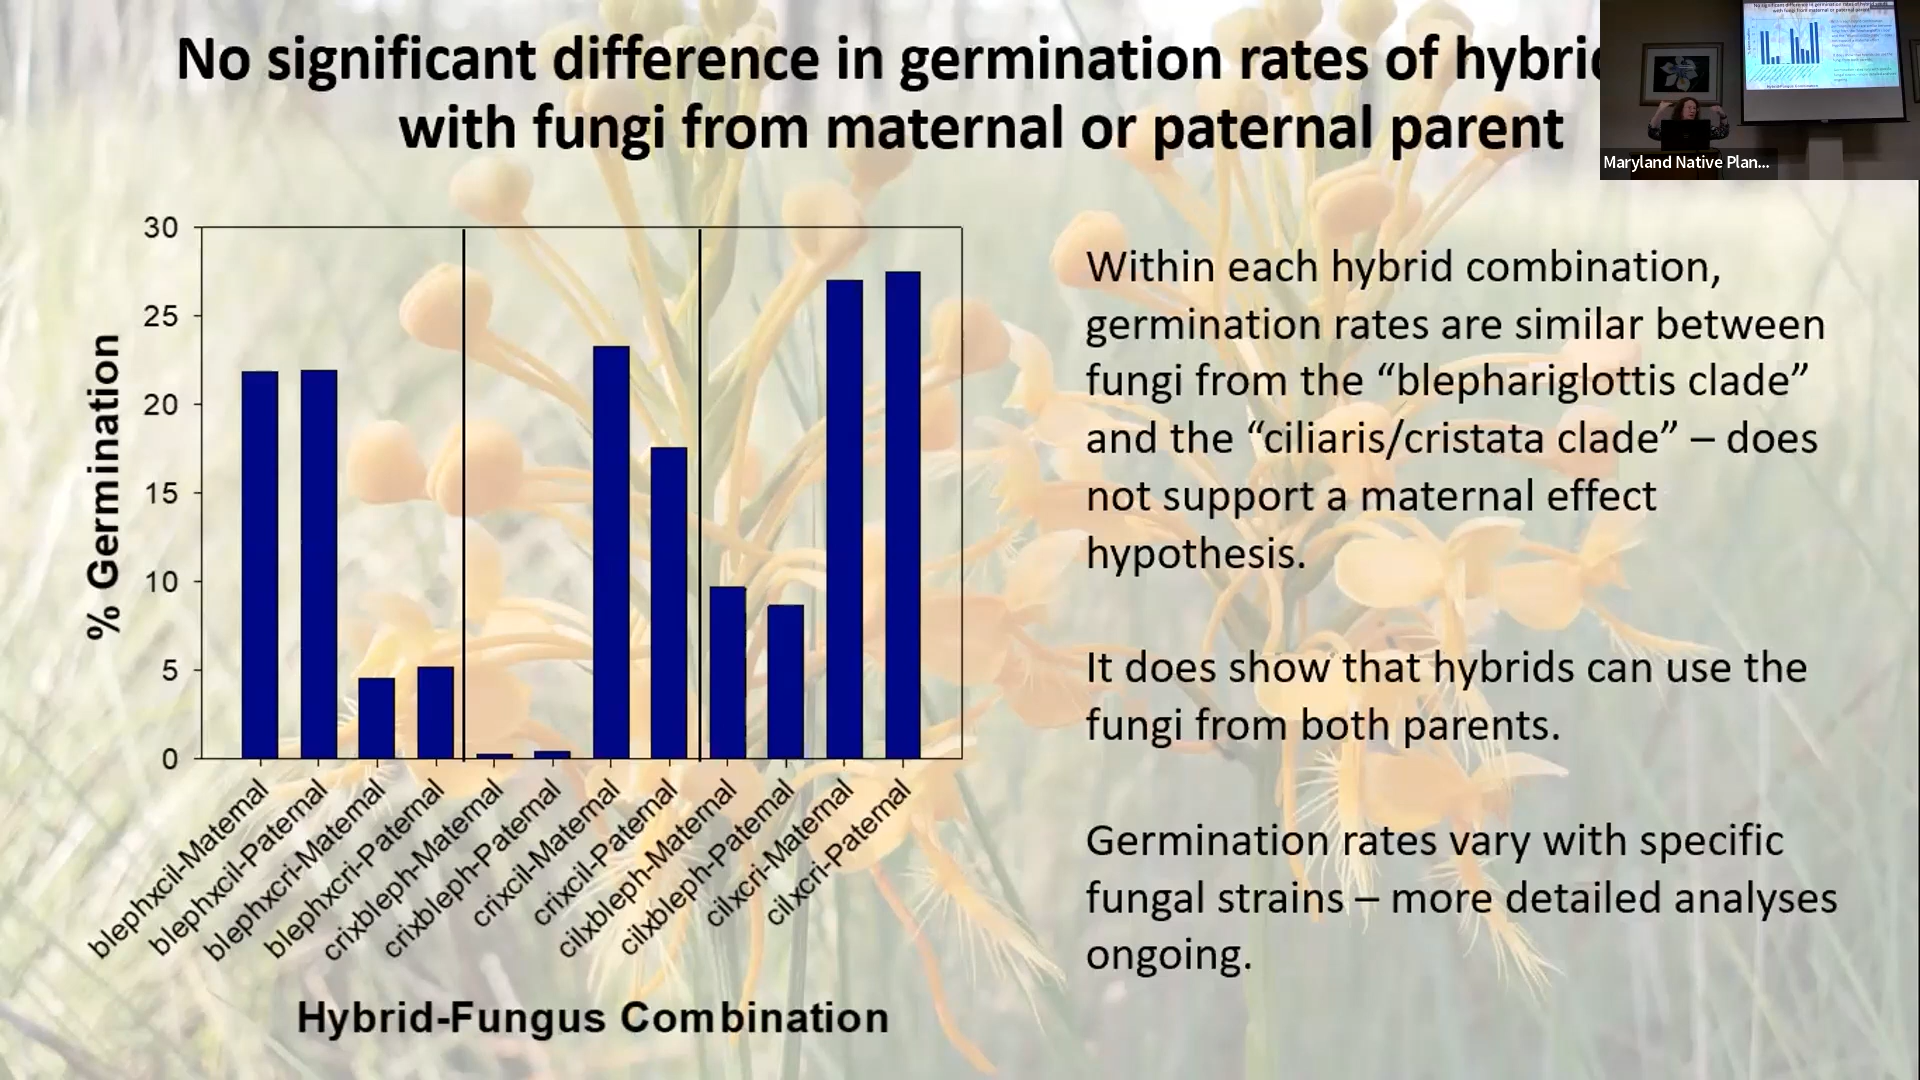 No significant difference in germination rates of hybri
with fungi from maternal or paternal parent
Maryland Native Plan...
30
25
20
15
10
5
0
% Germination
blephxcil-Maternal
blephxcil-Paternal
blephxcri-Maternal
blephxcri-Paternal
crixbleph-Maternal
crixbleph-Paternal
crixcil-Maternal
crixcil-Paternal
cilxbleph-Maternal
cilxbleph-Paternal
cilxcri-Maternal
cilxcri-Paternal
Hybrid-Fungus Combination
Within each hybrid combination,
germination rates are similar between
fungi from the “blephariglottis clade”
and the “ciliaris/cristata clade” – does
not support a maternal effect
hypothesis.
It does show that hybrids can use the
fungi from both parents.
Germination rates vary with specific
fungal strains – more detailed analyses
ongoing.